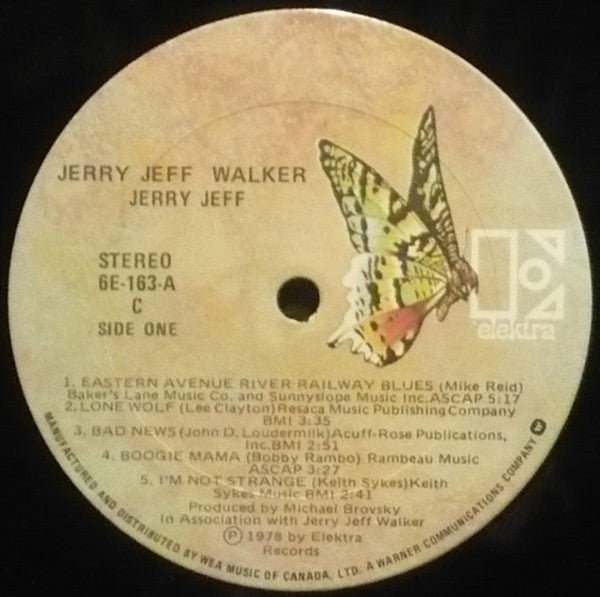 JERRY JEFF WALKER
JERRY JEFF
STEREO
6E-163-A
C
SIDE ONE
elektra
1. EASTERN AVENUE RIVER RAILWAY BLUES (Mike Reid)
Baker's Lane Music Co. and Sunnyslope Music Inc.ASCAP 5:17
2. LONE WOLF (Lee Clayton) Resaca Music Publishing Company
BMI 3:35
3. BAD NEWS (John D. Loudermilk) Acuff-Rose Publications,
Inc.BMI 2:51
4. BOOGIE MAMA (Bobby Rambo) Rambeau Music
ASCAP 3:27
5. I'M NOT STRANGE (Keith Sykes)Keith
Sykes Music BMI 2:41
Produced by Michael Brovsky
In Association with Jerry Jeff Walker
Ⓟ 1978 by Elektra
Records
MANUFACTURED AND DISTRIBUTED BY WEA MUSIC OF CANADA, LTD. A WARNER COMMUNICATIONS COMPANY